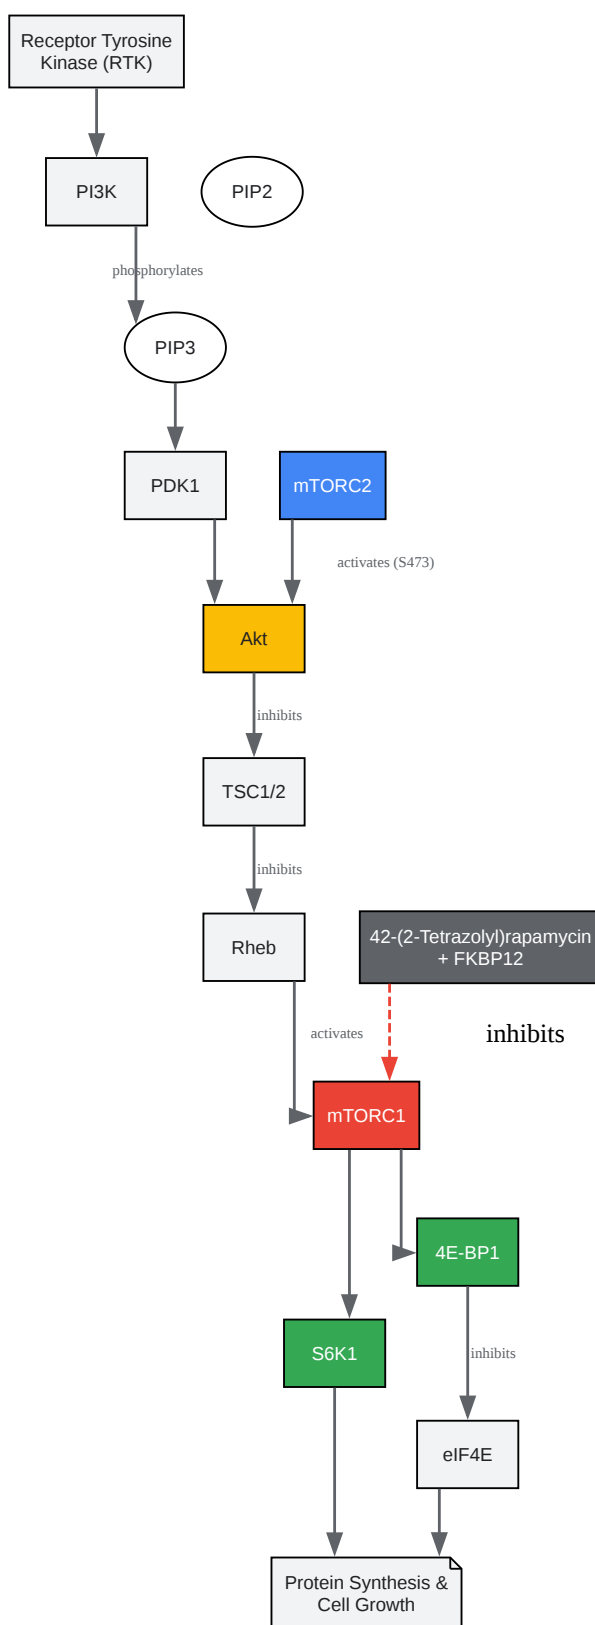 Receptor Tyrosine
Kinase (RTK)
PI3K
PIP2
phosphorylates
PIP3
PDK1
mTORC2
activates (S473)
Akt
inhibits
TSC1/2
inhibits
Rheb
42-(2-Tetrazolyl)rapamycin
+ FKBP12
activates
inhibits
mTORC1
4E-BP1
S6K1
inhibits
eIF4E
Protein Synthesis &
Cell Growth